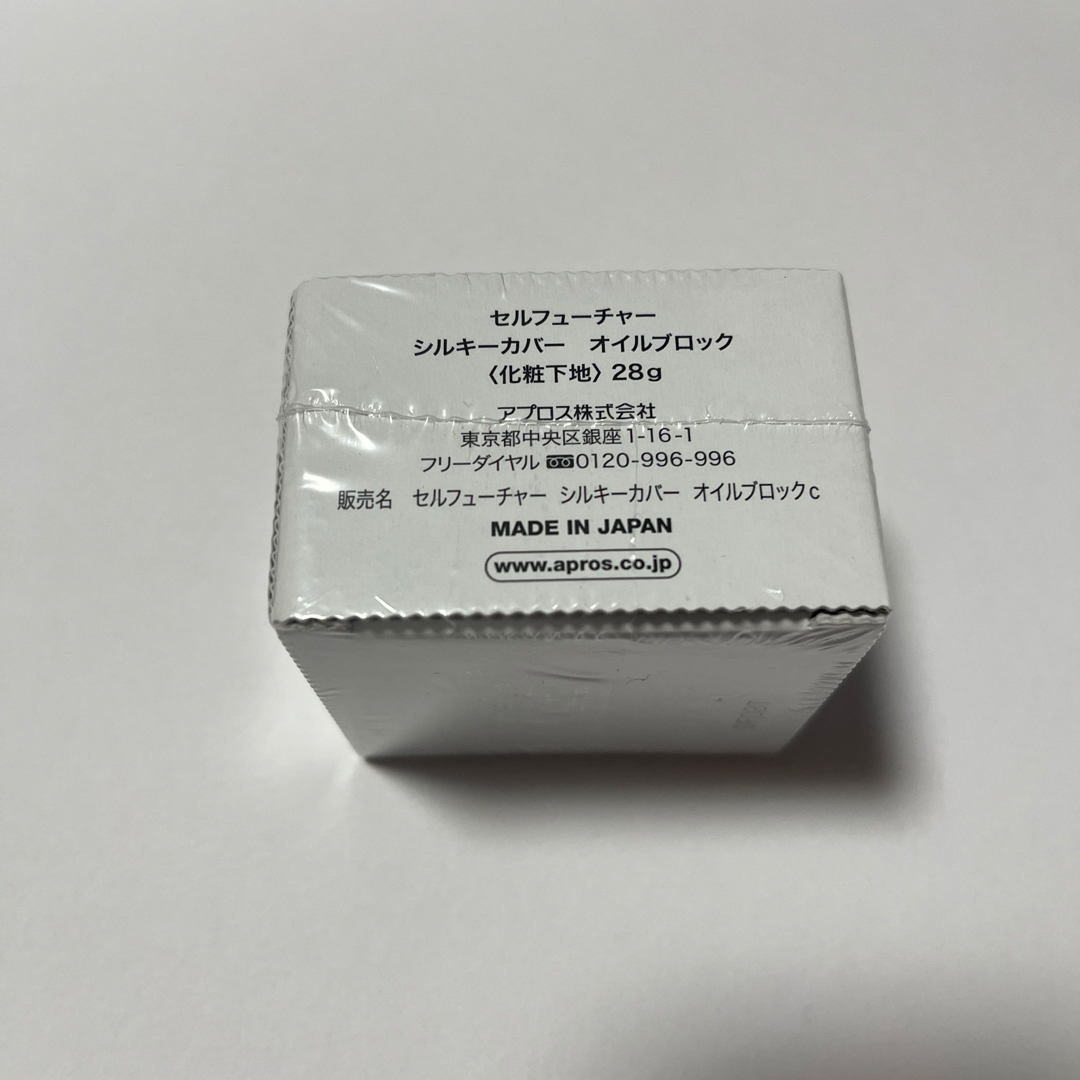 セルフューチャー
シルキーカバー　オイルブロック
〈化粧下地〉28g
アプロス株式会社
東京都中央区銀座1-16-1
フリーダイヤル 0120-996-996
販売名　セルフューチャー　シルキーカバー　オイルブロックc
MADE IN JAPAN
www.apros.co.jp